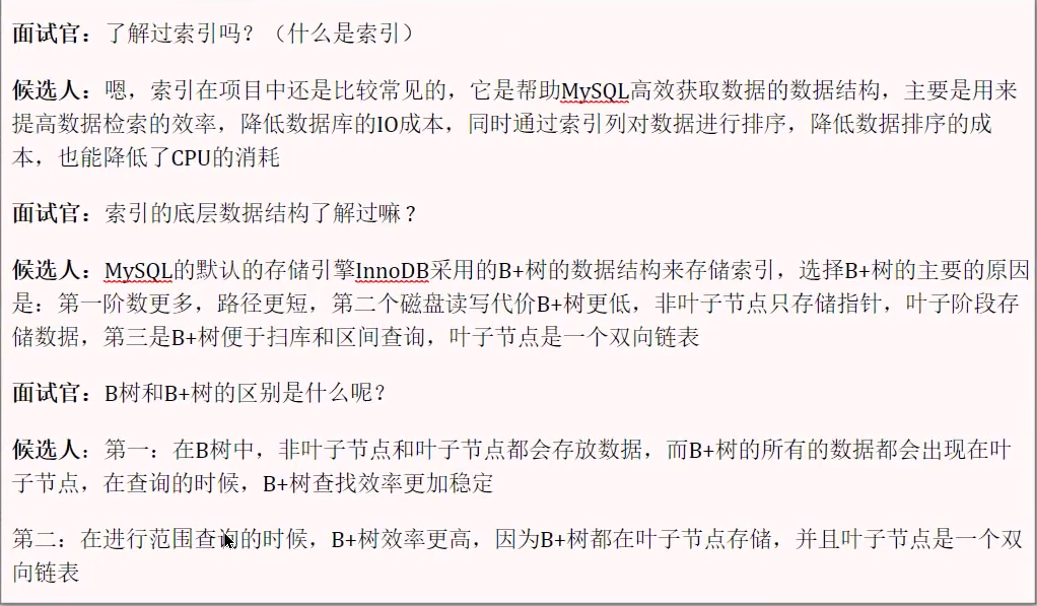 面试官：了解过索引吗？（什么是索引）
候选人：嗯，索引在项目中还是比较常见的，它是帮助MySQL高效获取数据的数据结构，主要是用来
提高数据检索的效率，降低数据库的IO成本，同时通过索引列对数据进行排序，降低数据排序的成
本，也能降低了CPU的消耗
面试官：索引的底层数据结构了解过嘛？
候选人：MySQL的默认的存储引擎InnoDB采用的B+树的数据结构来存储索引，选择B+树的主要的原因
是：第一阶数更多，路径更短，第二个磁盘读写代价B+树更低，非叶子节点只存储指针，叶子阶段存
储数据，第三是B+树便于扫库和区间查询，叶子节点是一个双向链表
面试官：B树和B+树的区别是什么呢？
候选人：第一：在B树中，非叶子节点和叶子节点都会存放数据，而B+树的所有的数据都会出现在叶
子节点，在查询的时候，B+树查找效率更加稳定
第二：在进行范围查询的时候，B+树效率更高，因为B+树都在叶子节点存储，并且叶子节点是一个双
向链表